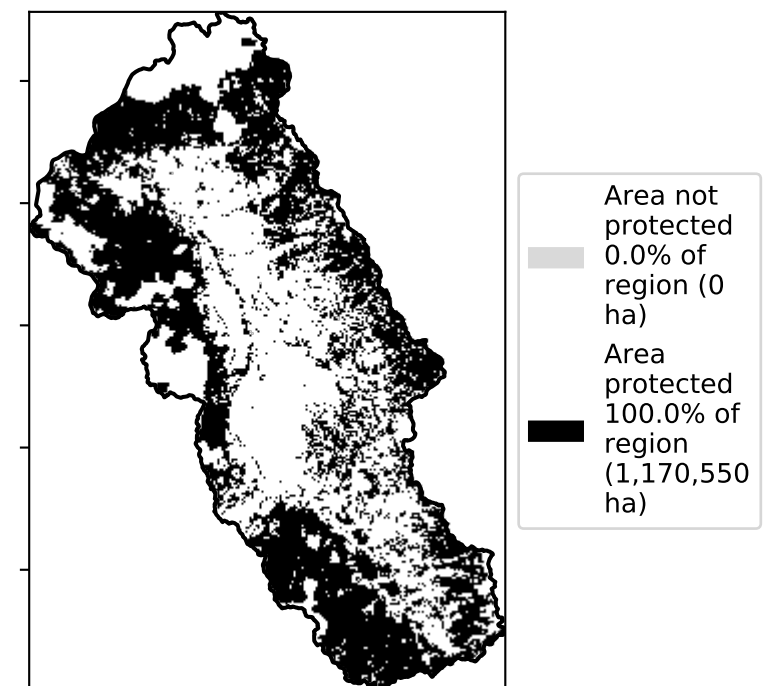 Area not
protected
0.0% of
region (0
ha)
Area
protected
100.0% of
region
(1,170,550
ha)